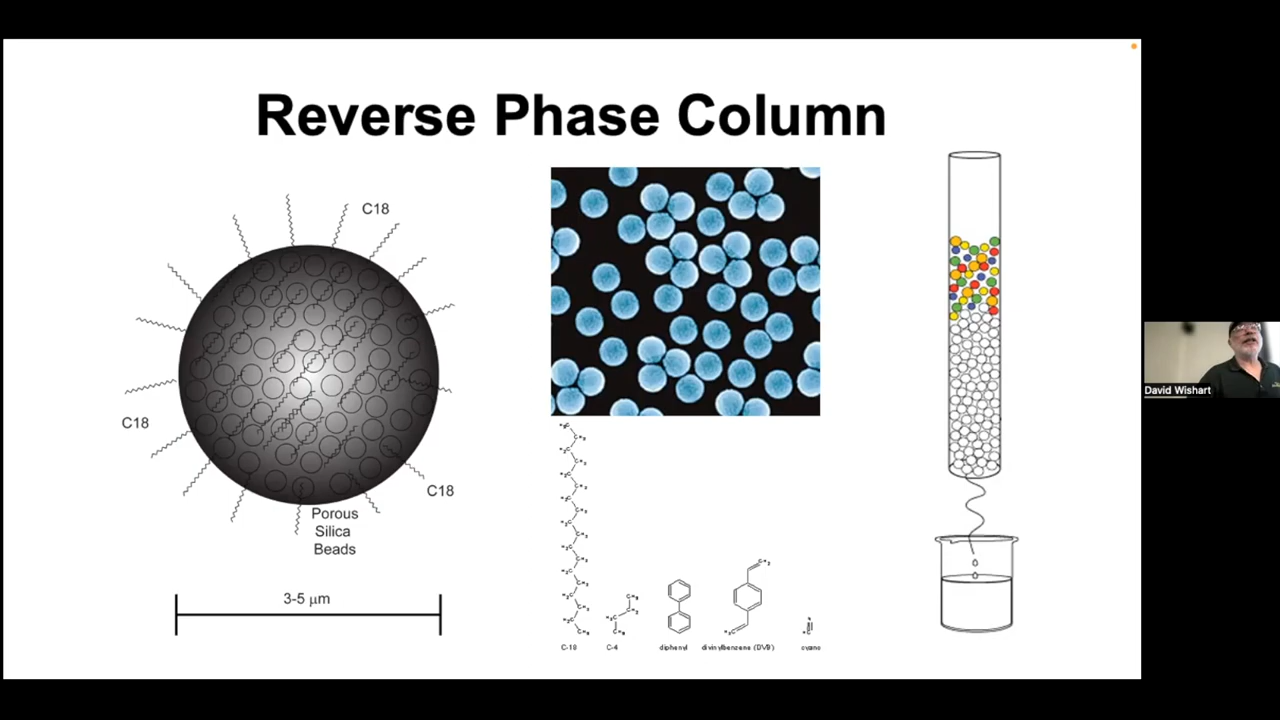 Reverse Phase Column
C18
C18
C18
Porous
Silica
Beads
3-5 μm
C-18
C-4
diphenyl
divinylbenzene (DVB)
cyano
David Wishart